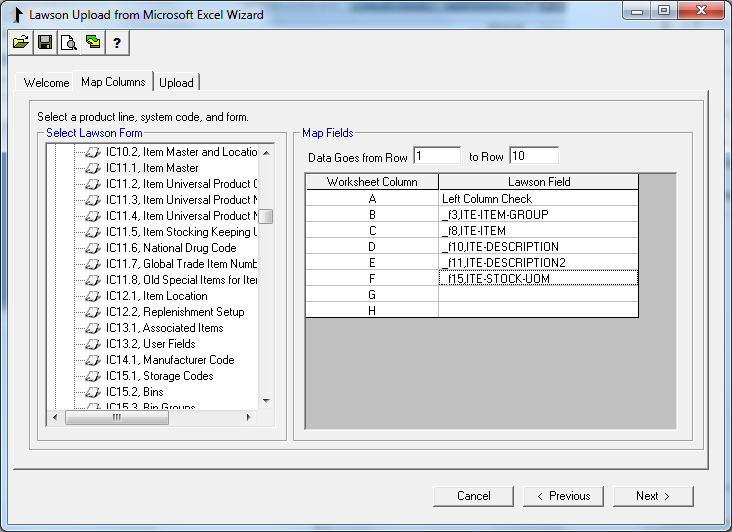 Lawson Upload from Microsoft Excel Wizard
?
Welcome Map Columns Upload
Select a product line, system code, and form.
Select Lawson Form
IC10.2, Item Master and Locatio
IC11.1, Item Master
IC11.2, Item Universal Product C
IC11.3, Item Universal Product N
IC11.4, Item Universal Product M
IC11.5, Item Stocking Keeping U
IC11.6, National Drug Code
IC11.7, Global Trade Item Numb
IC11.8, Old Special Items for Iter
IC12.1, Item Location
IC12.2, Replenishment Setup
IC13.1, Associated Items
IC13.2, User Fields
IC14.1, Manufacturer Code
IC15.1, Storage Codes
IC15.2, Bins
IC15.3, Bin Groups
Map Fields
Data Goes from Row 1 to Row 10
Worksheet Column Lawson Field
A Left Column Check
B _f3,ITE-ITEM-GROUP
C _f8,ITE-ITEM
D _f10,ITE-DESCRIPTION
E _f11,ITE-DESCRIPTION2
F _f15,ITE-STOCK-UOM
G
H
Cancel < Previous Next >